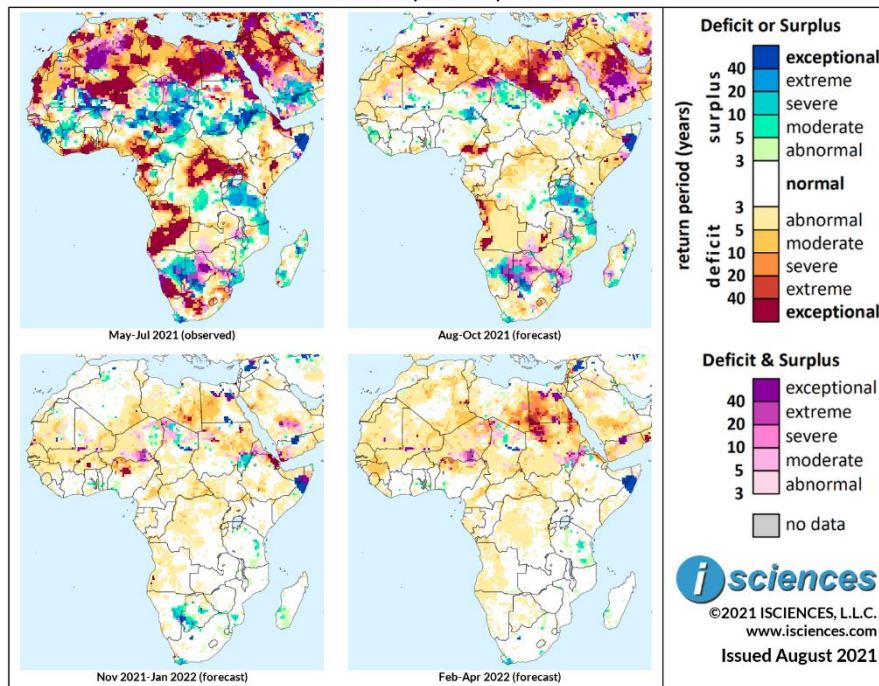 May-Jul 2021 (observed)
Aug-Oct 2021 (forecast)
Nov 2021-Jan 2022 (forecast)
Feb-Apr 2022 (forecast)
Deficit or Surplus
return period (years)
surplus
deficit
40
20
10
5
3
3
5
10
20
40
exceptional
extreme
severe
moderate
abnormal
normal
abnormal
moderate
severe
extreme
exceptional
Deficit & Surplus
40
20
10
5
3
exceptional
extreme
severe
moderate
abnormal
no data
i sciences
©2021 ISCIENCES, L.L.C.
www.isciences.com
Issued August 2021